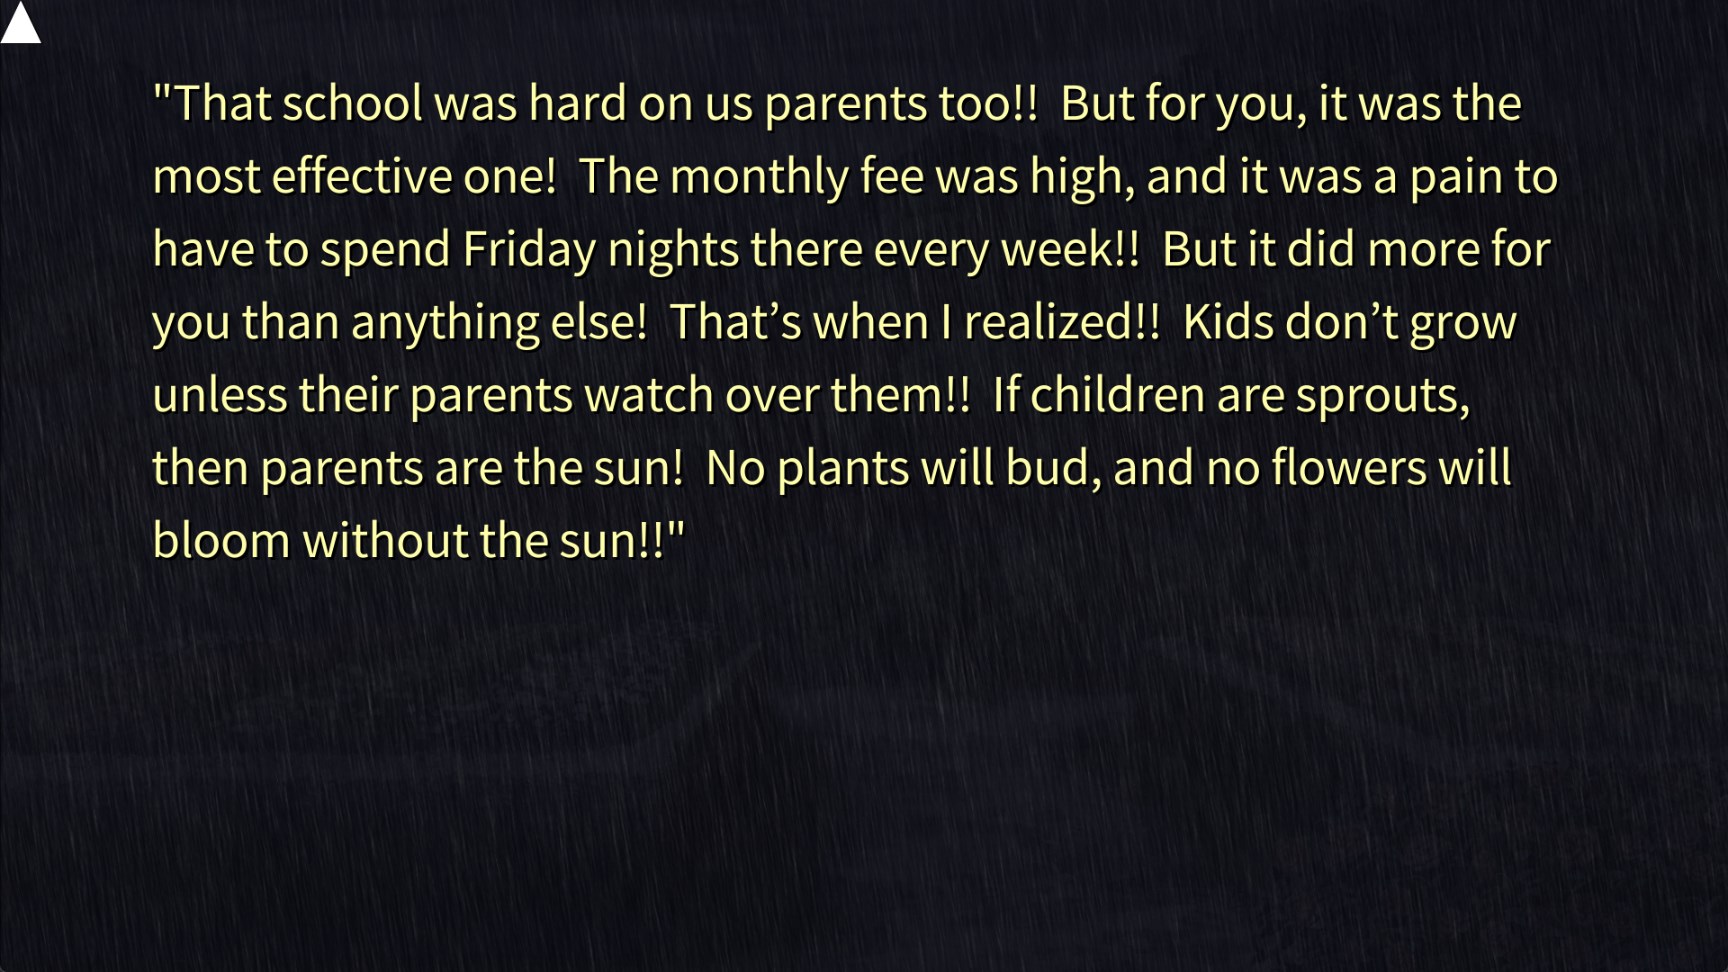 "That school was hard on us parents too!!  But for you, it was the
most effective one!  The monthly fee was high, and it was a pain to
have to spend Friday nights there every week!!  But it did more for
you than anything else!  That’s when I realized!!  Kids don’t grow
unless their parents watch over them!!  If children are sprouts,
then parents are the sun!  No plants will bud, and no flowers will
bloom without the sun!!"